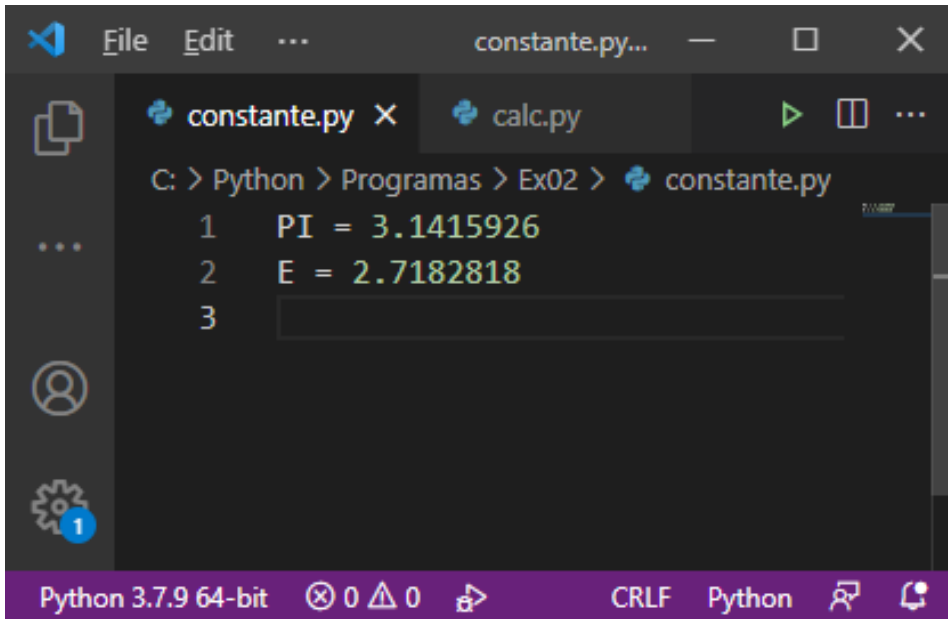 File Edit ... constante.py...
constante.py calc.py ...
C: > Python > Programas > Ex02 > constante.py
1 PI = 3.1415926
2 E = 2.7182818
3
1
Python 3.7.9 64-bit 0 0 CRLF Python